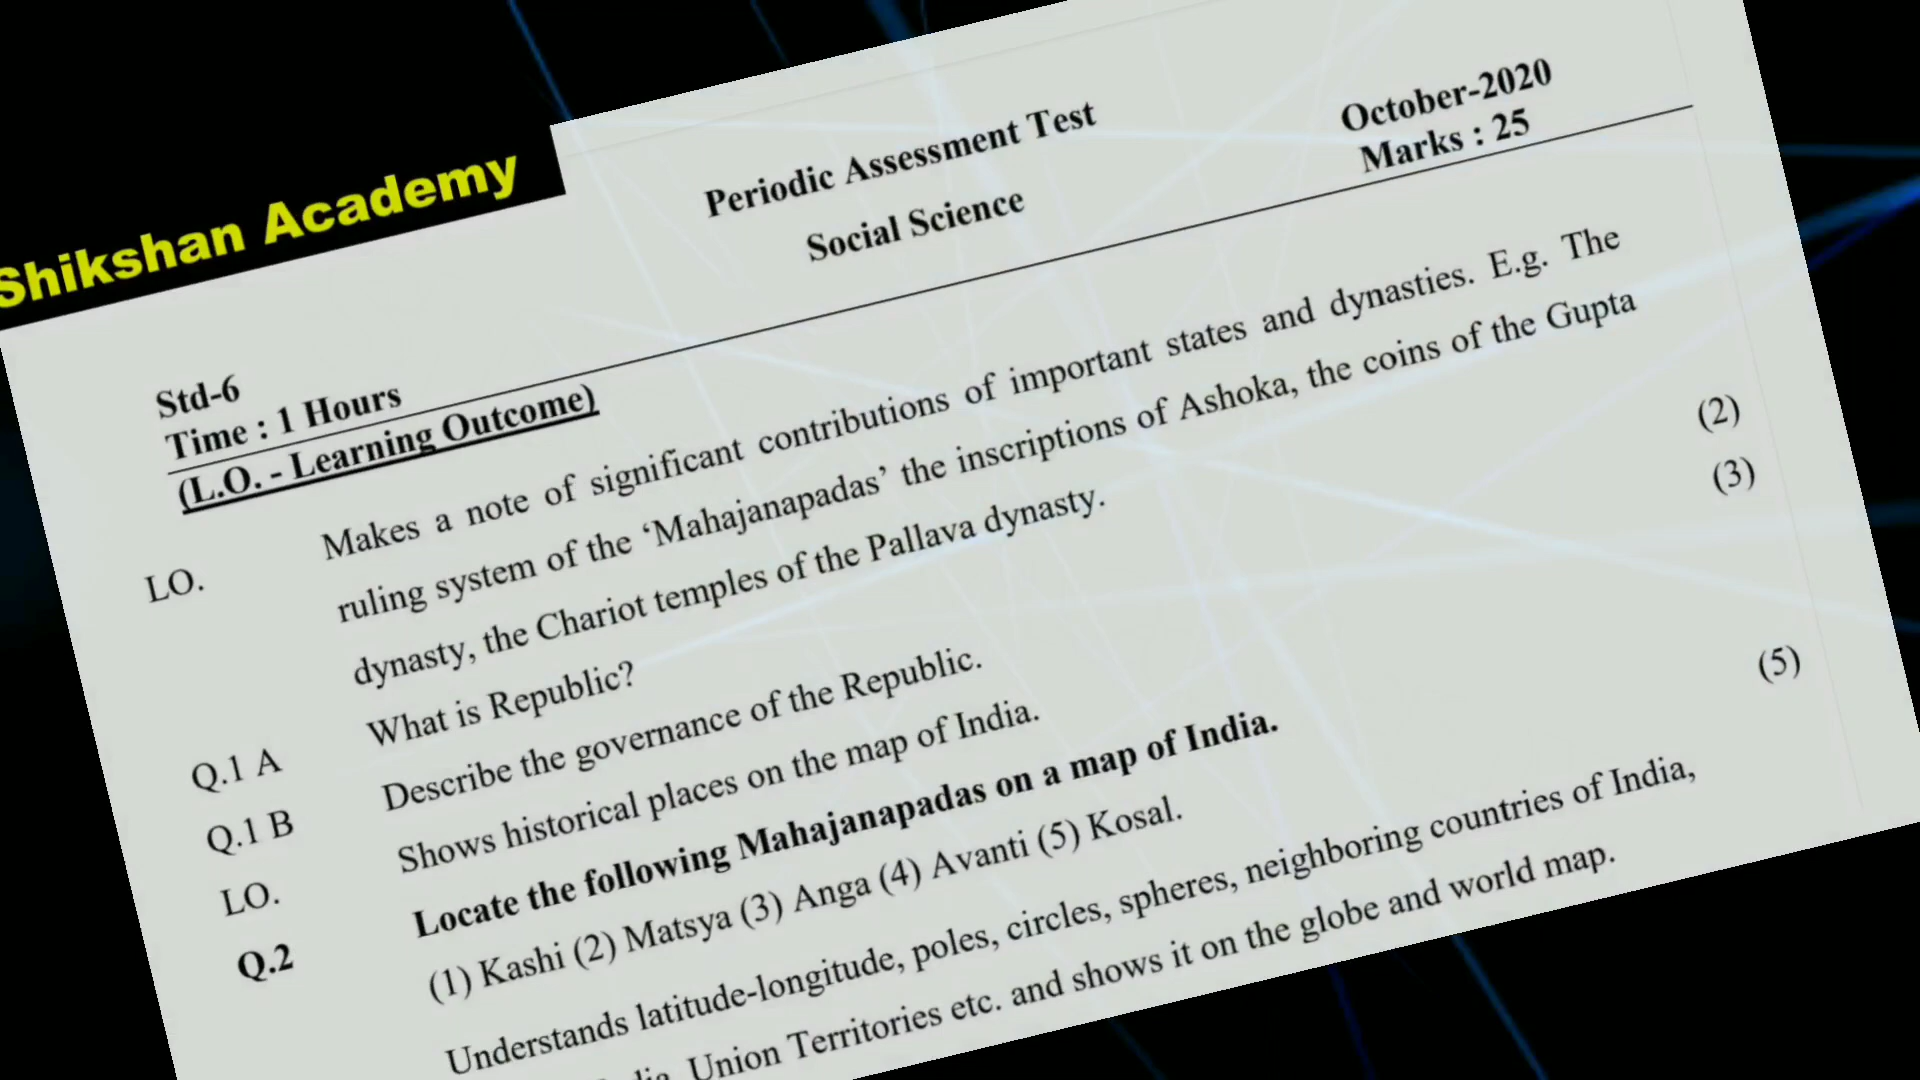 Shikshan Academy
Periodic Assessment Test
October-2020
Social Science
Marks : 25
Std-6
Time : 1 Hours
(L.O. - Learning Outcome)
LO. Makes a note of significant contributions of important states and dynasties. E.g. The
ruling system of the ‘Mahajanapadas’ the inscriptions of Ashoka, the coins of the Gupta
dynasty, the Chariot temples of the Pallava dynasty.
Q.1 A What is Republic? (2)
Q.1 B Describe the governance of the Republic. (3)
LO. Shows historical places on the map of India.
Q.2 Locate the following Mahajanapadas on a map of India. (5)
(1) Kashi (2) Matsya (3) Anga (4) Avanti (5) Kosal.
Understands latitude-longitude, poles, circles, spheres, neighboring countries of India,
Union Territories etc. and shows it on the globe and world map.